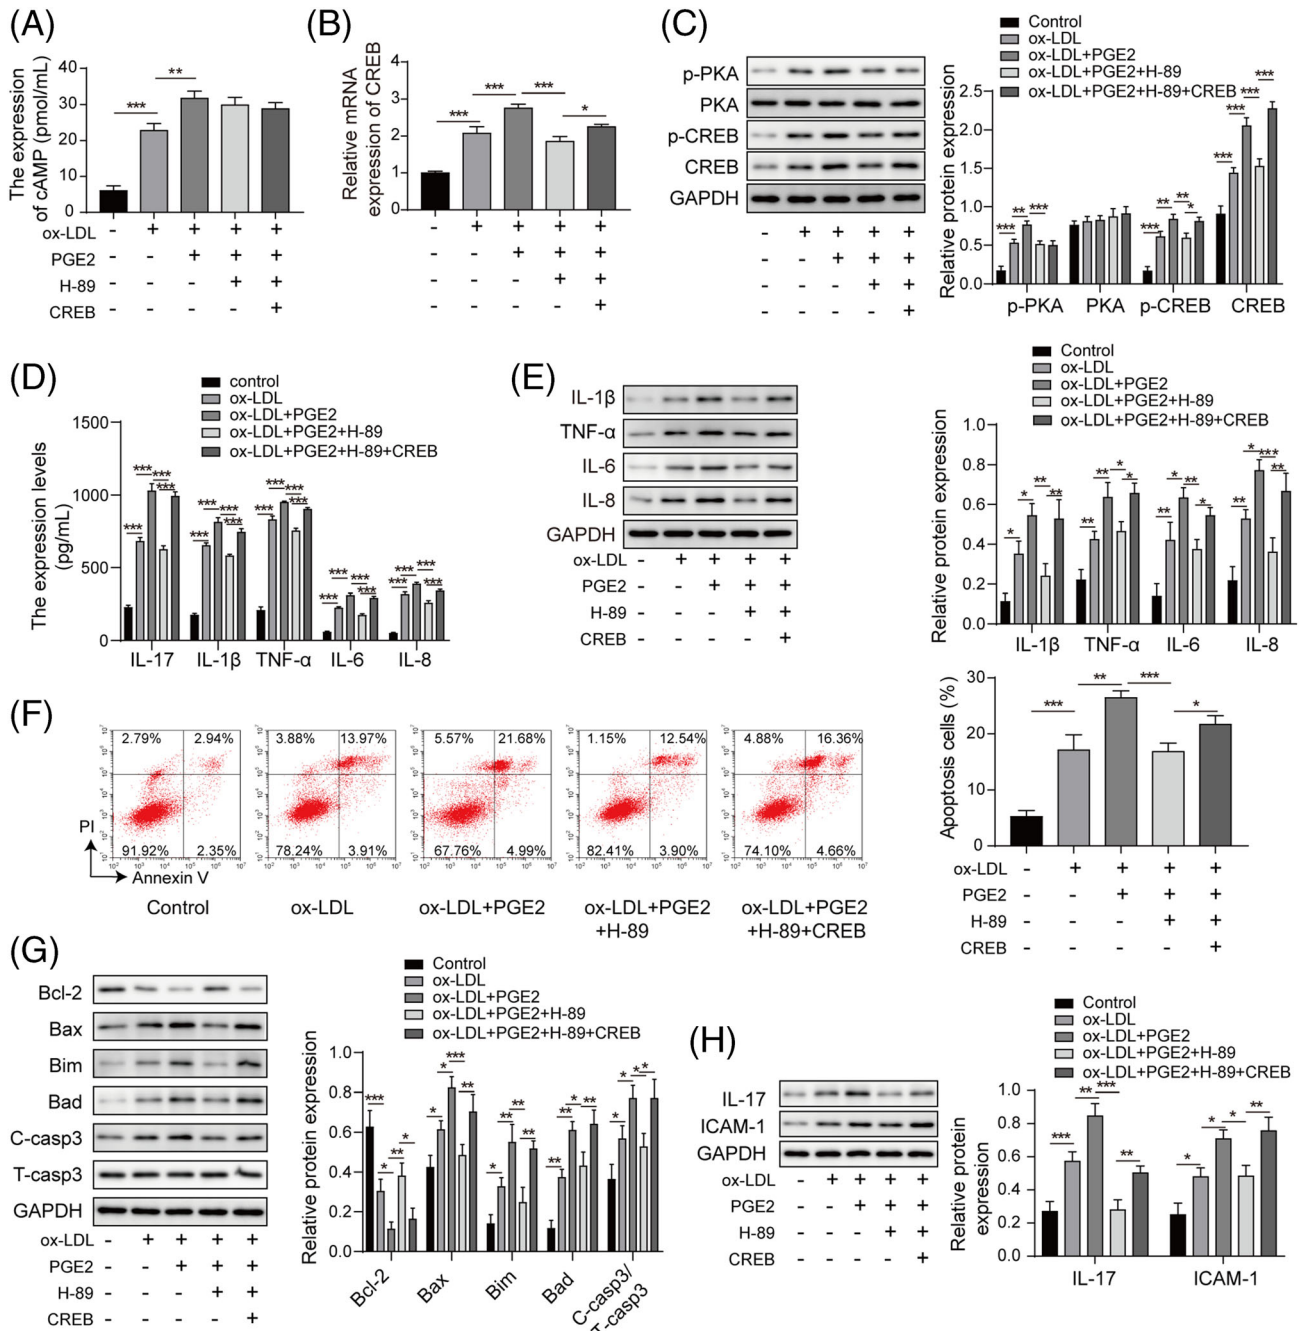 (A)
The expression
of cAMP (pmol/mL)
40
30
20
10
0
***
**
ox-LDL - + + + +
PGE2 - - + + +
H-89 - - - + +
CREB - - - - +
(B)
Relative mRNA
expression of CREB
4
3
2
1
0
***
***
***
*
- + + + +
- - + + +
- - - + +
- - - - +
(C)
p-PKA
PKA
p-CREB
CREB
GAPDH
- + + + +
- - + + +
- - - + +
- - - - +
Control
ox-LDL
ox-LDL+PGE2
ox-LDL+PGE2+H-89
ox-LDL+PGE2+H-89+CREB
Relative protein expression
2.5
2.0
1.5
1.0
0.5
0.0
*** ** ***
*** ** ** *
*** *** *** ***
p-PKA PKA p-CREB CREB
(D)
control
ox-LDL
ox-LDL+PGE2
ox-LDL+PGE2+H-89
ox-LDL+PGE2+H-89+CREB
The expression levels
(pg/mL)
1500
1000
500
0
*** *** *** ***
*** *** *** ***
*** *** *** ***
*** *** *** ***
*** *** *** ***
IL-17 IL-1β TNF-α IL-6 IL-8
(E)
IL-1β
TNF-α
IL-6
IL-8
GAPDH
ox-LDL - + + + +
PGE2 - - + + +
H-89 - - - + +
CREB - - - - +
Control
ox-LDL
ox-LDL+PGE2
ox-LDL+PGE2+H-89
ox-LDL+PGE2+H-89+CREB
Relative protein expression
1.0
0.8
0.6
0.4
0.2
0.0
* * ** **
** ** * *
** * ** *
** * *** **
IL-1β TNF-α IL-6 IL-8
(F)
2.79% 2.94%
91.92% 2.35%
3.88% 13.97%
78.24% 3.91%
5.57% 21.68%
67.76% 4.99%
1.15% 12.54%
82.41% 3.90%
4.88% 16.36%
74.10% 4.66%
PI
Annexin V
Control
ox-LDL
ox-LDL+PGE2
ox-LDL+PGE2
+H-89
ox-LDL+PGE2
+H-89+CREB
Apoptosis cells (%)
30
20
10
0
***
**
***
*
ox-LDL - + + + +
PGE2 - - + + +
H-89 - - - + +
CREB - - - - +
(G)
Bcl-2
Bax
Bim
Bad
C-casp3
T-casp3
GAPDH
ox-LDL - + + + +
PGE2 - - + + +
H-89 - - - + +
CREB - - - - +
Control
ox-LDL
ox-LDL+PGE2
ox-LDL+PGE2+H-89
ox-LDL+PGE2+H-89+CREB
Relative protein expression
1.0
0.8
0.6
0.4
0.2
0.0
*** * ** *
* * *** **
* ** ** **
** ** * **
* * * *
Bcl-2
Bax
Bim
Bad
C-casp3/
T-casp3
(H)
IL-17
ICAM-1
GAPDH
ox-LDL - + + + +
PGE2 - - + + +
H-89 - - - + +
CREB - - - - +
Control
ox-LDL
ox-LDL+PGE2
ox-LDL+PGE2+H-89
ox-LDL+PGE2+H-89+CREB
Relative protein
expression
1.0
0.8
0.6
0.4
0.2
0.0
*** ** *** **
* * * **
IL-17 ICAM-1